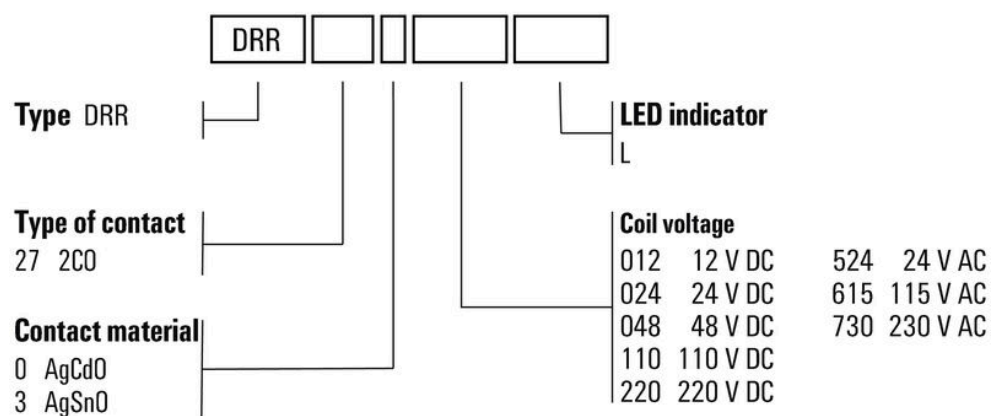 DRR
Type DRR
LED indicator
L
Type of contact
27 2CO
Contact material
0 AgCdO
3 AgSnO
Coil voltage
012 12 V DC 524 24 V AC
024 24 V DC 615 115 V AC
048 48 V DC 730 230 V AC
110 110 V DC
220 220 V DC